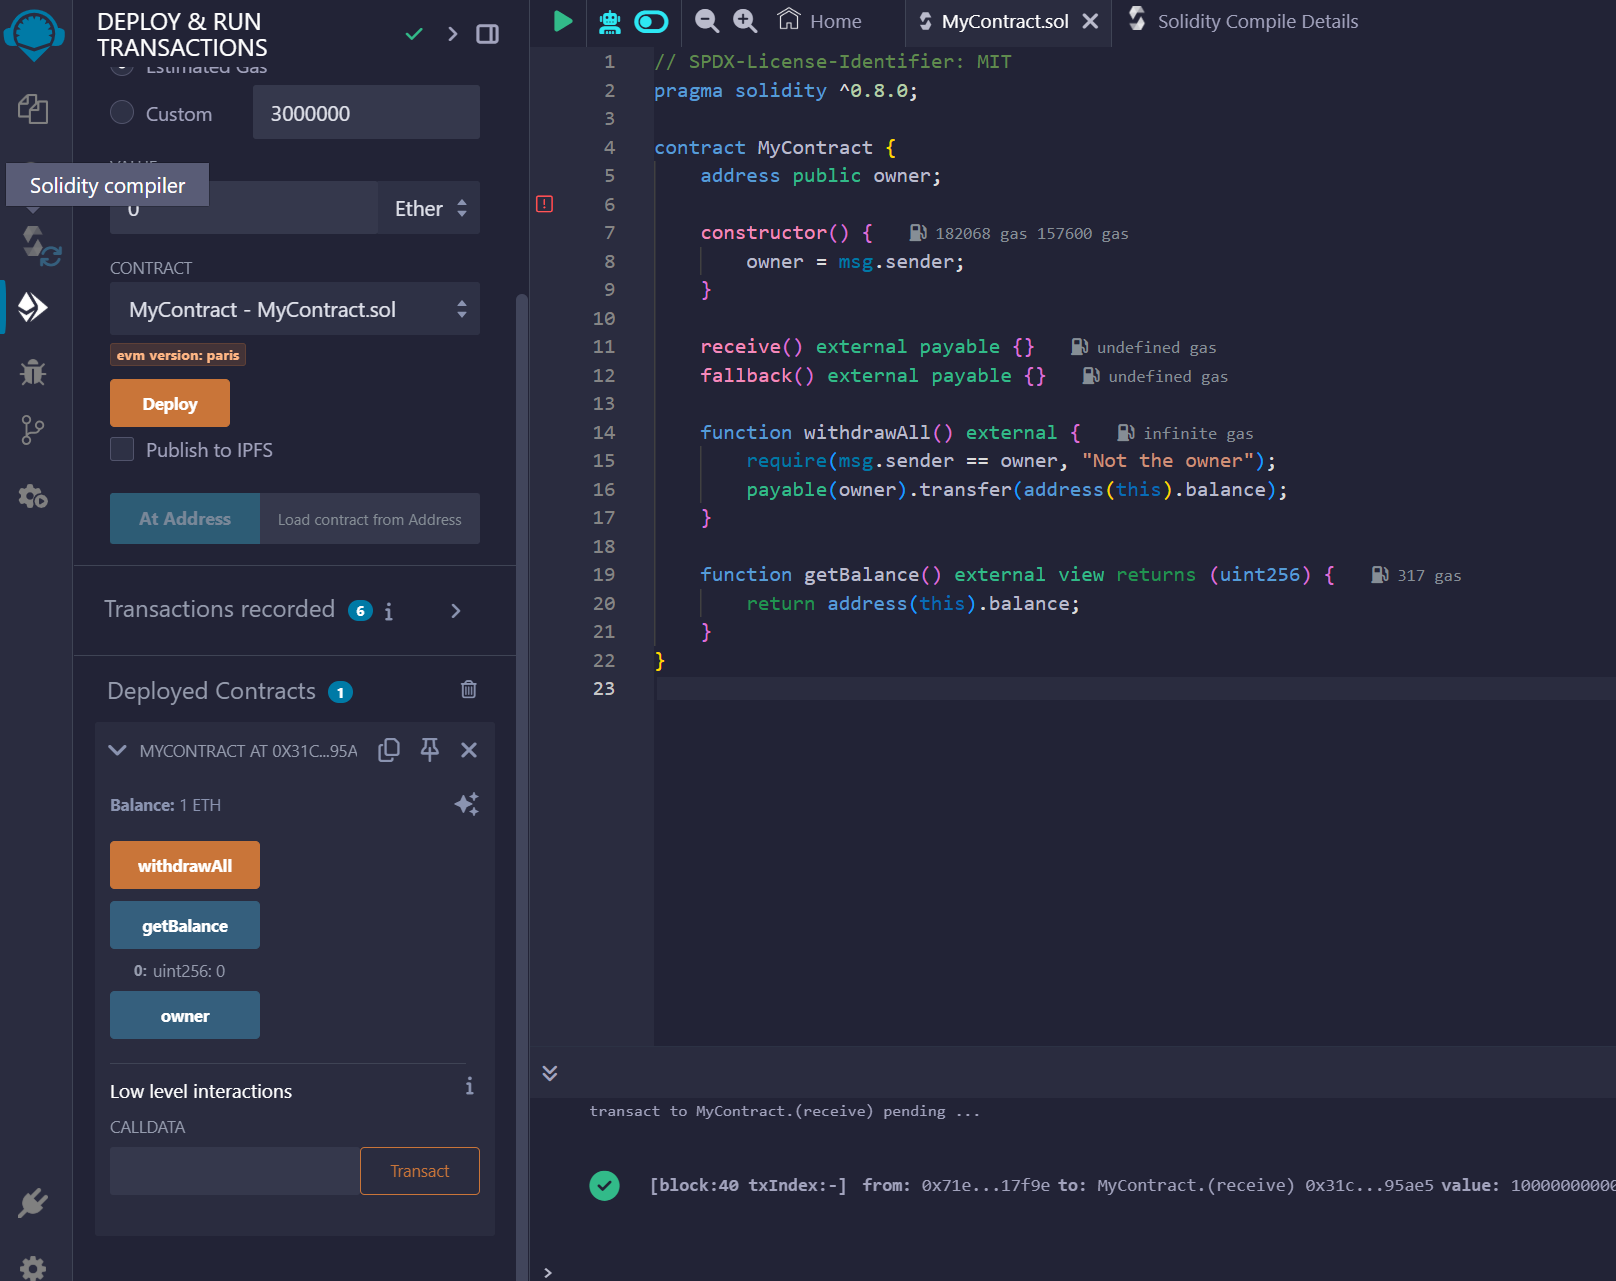 DEPLOY & RUN
TRANSACTIONS
Estimated Gas
Custom
3000000
VALUE
Solidity compiler
0
Ether
CONTRACT
MyContract - MyContract.sol
evm version: paris
Deploy
Publish to IPFS
At Address
Load contract from Address
Transactions recorded 6 i
Deployed Contracts 1
MYCONTRACT AT 0X31C...95A
Balance: 1 ETH
withdrawAll
getBalance
0: uint256: 0
owner
Low level interactions i
CALLDATA
Transact
Home
MyContract.sol
Solidity Compile Details
1 // SPDX-License-Identifier: MIT
2 pragma solidity ^0.8.0;
3
4 contract MyContract {
5 address public owner;
6
7 constructor() { 182068 gas 157600 gas
8 owner = msg.sender;
9 }
10
11 receive() external payable {} undefined gas
12 fallback() external payable {} undefined gas
13
14 function withdrawAll() external { infinite gas
15 require(msg.sender == owner, "Not the owner");
16 payable(owner).transfer(address(this).balance);
17 }
18
19 function getBalance() external view returns (uint256) { 317 gas
20 return address(this).balance;
21 }
22 }
23
transact to MyContract.(receive) pending ...
[block:40 txIndex:-] from: 0x71e...17f9e to: MyContract.(receive) 0x31c...95ae5 value: 10000000000
>